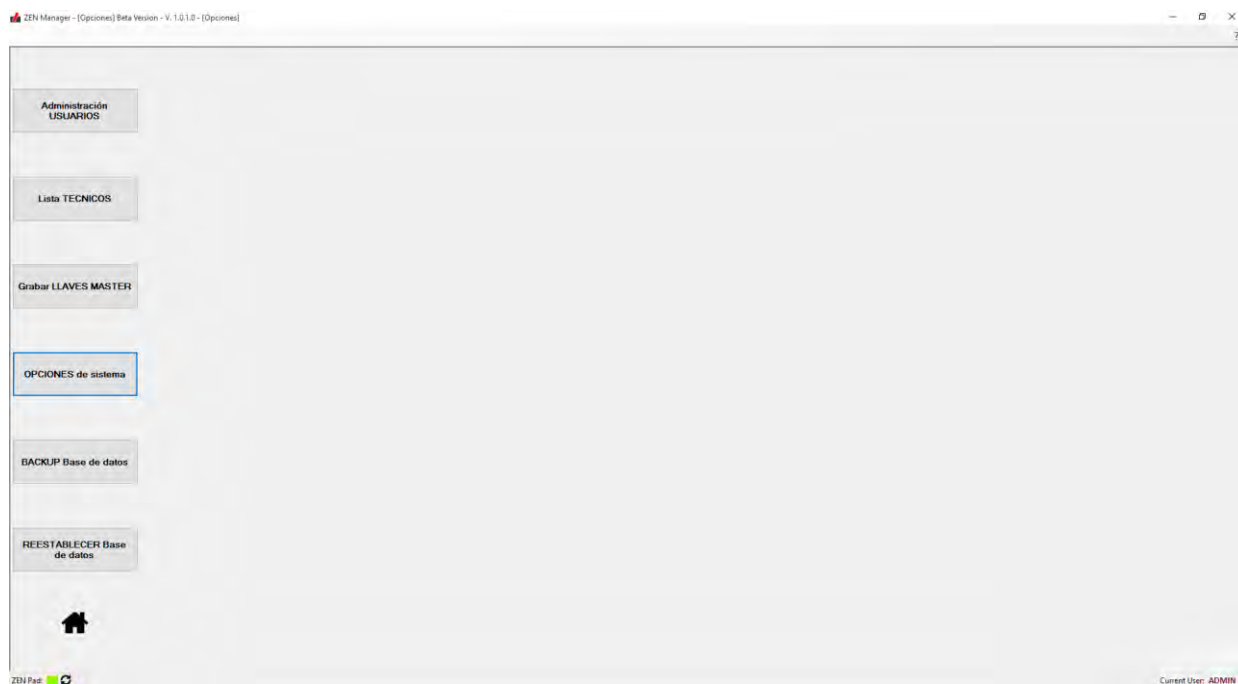 ZEN Manager - [Opciones] Beta Version - V. 1.0.1.0 - [Opciones]
?
Administración
USUARIOS
Lista TECNICOS
Grabar LLAVES MASTER
OPCIONES de sistema
BACKUP Base de datos
REESTABLECER Base
de datos
ZEN Pad:
Current User: ADMIN